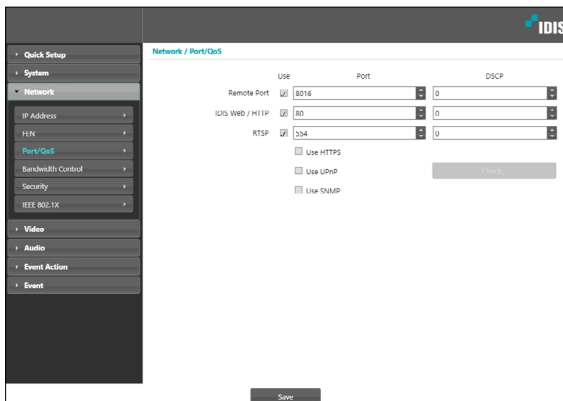 IDIS
Quick Setup
System
Network
IP Address
FEN
Port/QoS
Bandwidth Control
Security
IEEE 802.1X
Video
Audio
Event Action
Event
Network / Port/QoS
Use Port DSCP
Remote Port 8016 0
IDIS Web / HTTP 80 0
RTSP 554 0
Use HTTPS
Use UPnP Check
Use SNMP
Save